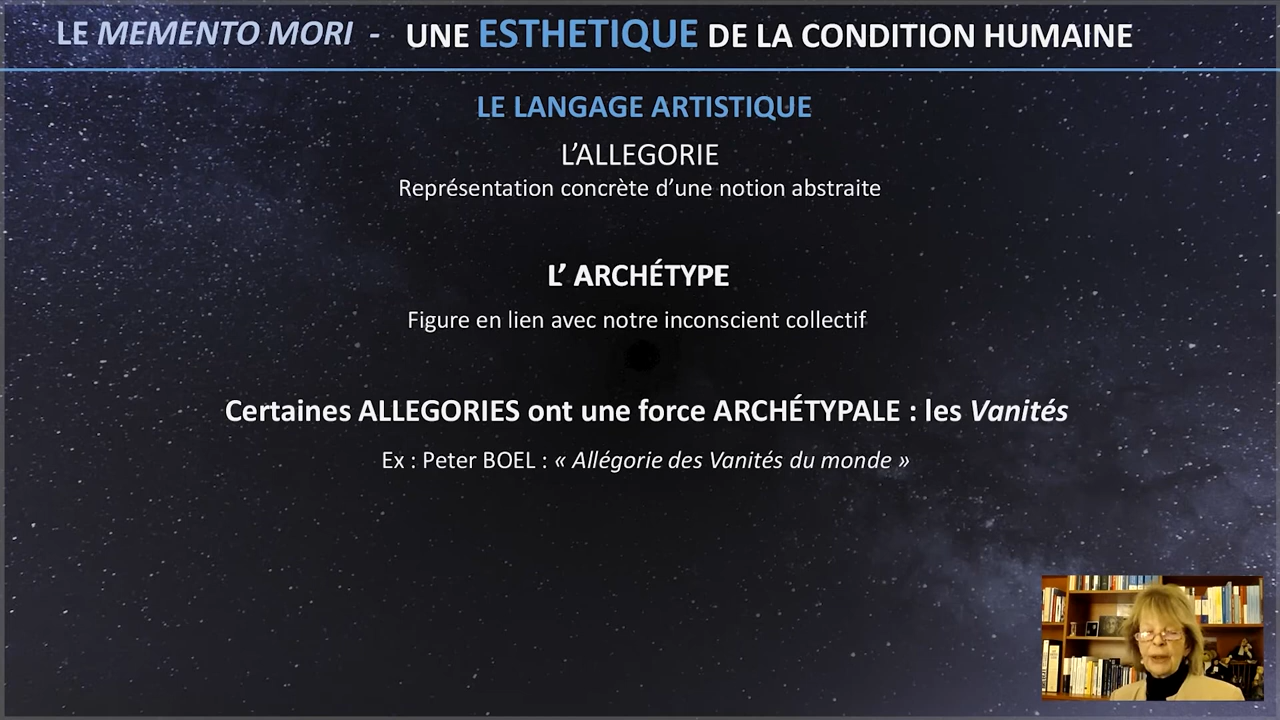 LE MEMENTO MORI - UNE ESTHETIQUE DE LA CONDITION HUMAINE
LE LANGAGE ARTISTIQUE
L'ALLEGORIE
Représentation concrète d'une notion abstraite
L' ARCHÉTYPE
Figure en lien avec notre inconscient collectif
Certaines ALLEGORIES ont une force ARCHÉTYPALE : les Vanités
Ex : Peter BOEL : « Allégorie des Vanités du monde »